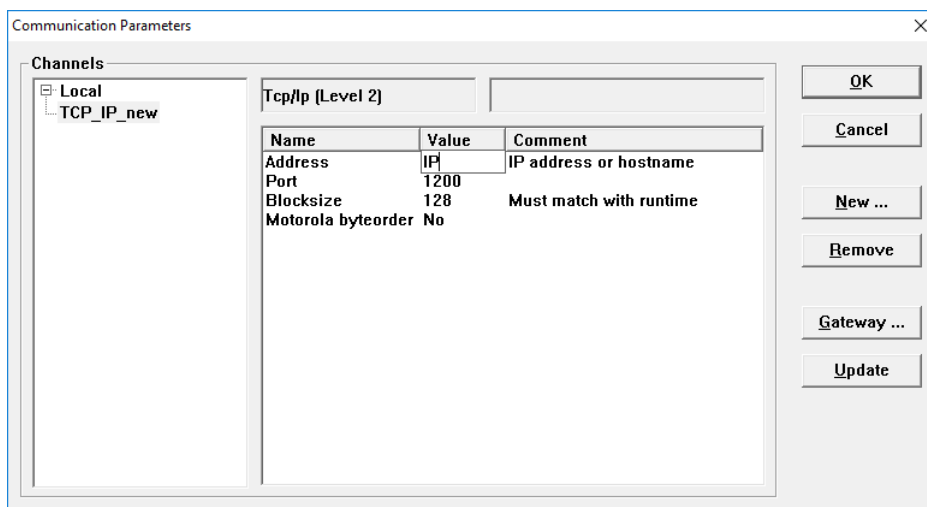 Communication Parameters
Channels
Local
TCP_IP_new
Tcp/Ip (Level 2)
Name Value Comment
Address IP IP address or hostname
Port 1200
Blocksize 128 Must match with runtime
Motorola byteorder No
OK
Cancel
New ...
Remove
Gateway ...
Update